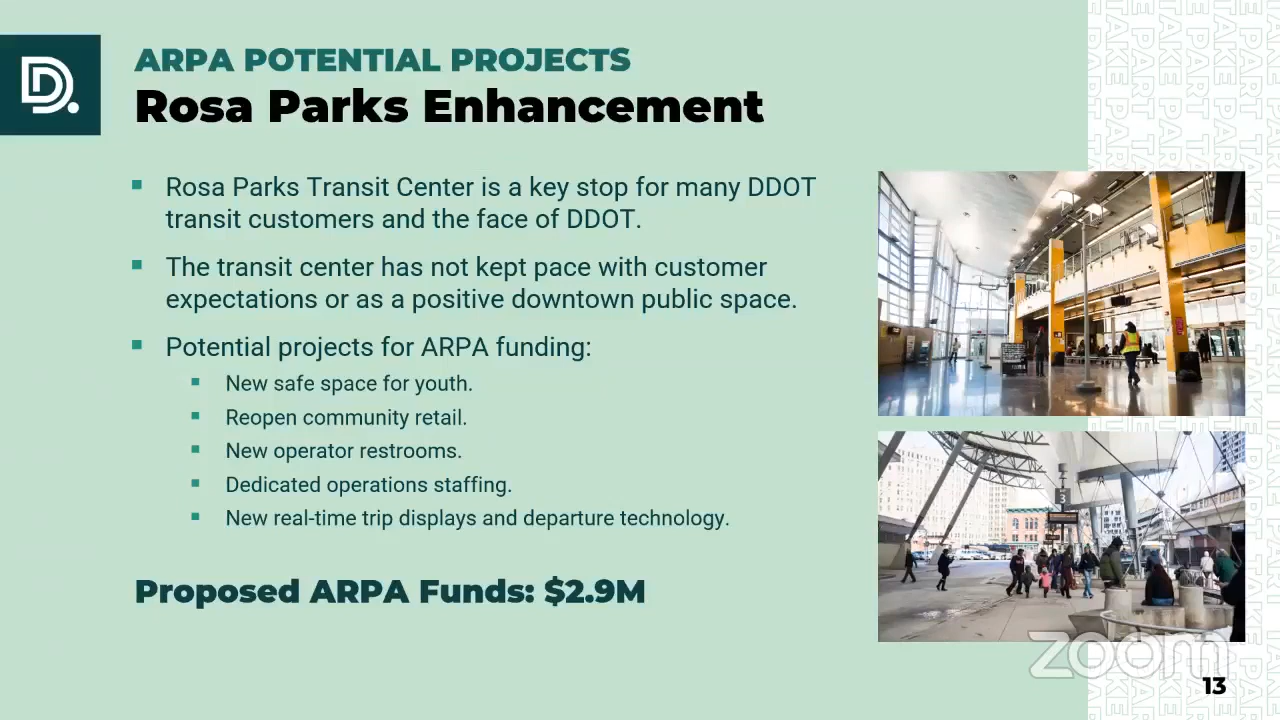 D.
ARPA POTENTIAL PROJECTS
Rosa Parks Enhancement
Rosa Parks Transit Center is a key stop for many DDOT
transit customers and the face of DDOT.
The transit center has not kept pace with customer
expectations or as a positive downtown public space.
Potential projects for ARPA funding:
New safe space for youth.
Reopen community retail.
New operator restrooms.
Dedicated operations staffing.
New real-time trip displays and departure technology.
Proposed ARPA Funds: $2.9M
3
zoom
13
TAKE PART